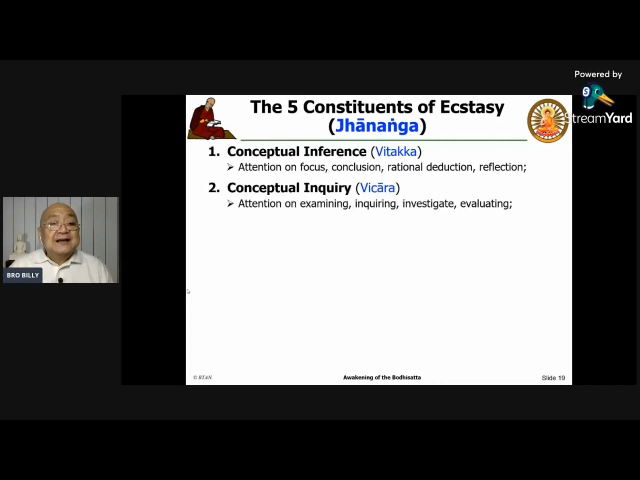 Powered by
S
StreamYard
The 5 Constituents of Ecstasy
(Jhānaṅga)
1. Conceptual Inference (Vitakka)
➢ Attention on focus, conclusion, rational deduction, reflection;
2. Conceptual Inquiry (Vicāra)
➢ Attention on examining, inquiring, investigate, evaluating;
BRO BILLY
© BTAN
Awakening of the Bodhisatta
Slide 19